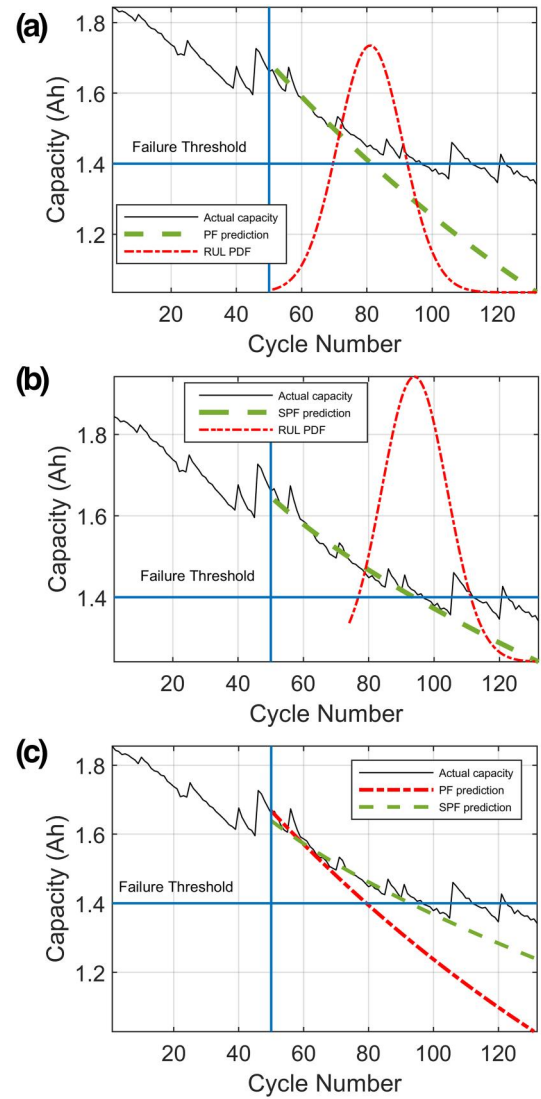 (a)
Capacity (Ah)
1.8
1.6
1.4
1.2
Failure Threshold
Actual capacity
PF prediction
RUL PDF
20 40 60 80 100 120
Cycle Number
(b)
Capacity (Ah)
1.8
1.6
1.4
Actual capacity
SPF prediction
RUL PDF
Failure Threshold
20 40 60 80 100 120
Cycle Number
(c)
Capacity (Ah)
1.8
1.6
1.4
1.2
Actual capacity
PF prediction
SPF prediction
Failure Threshold
20 40 60 80 100 120
Cycle Number